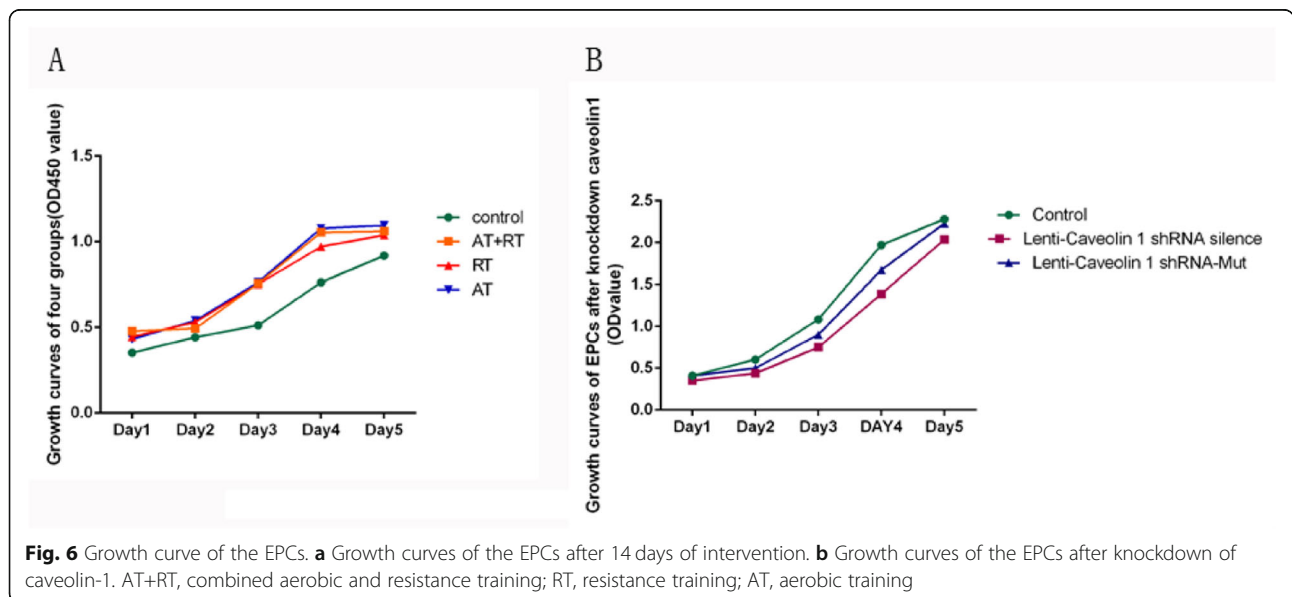 A
Growth curves of four groups(OD450 value)
1.5
1.0
0.5
0.0
Day1 Day2 Day3 Day4 Day5
control
AT+RT
RT
AT
B
Growth curves of EPCs after knockdown caveolin1
(ODvalue)
2.5
2.0
1.5
1.0
0.5
0.0
Day1 Day2 Day3 DAY4 Day5
Control
Lenti-Caveolin 1 shRNA silence
Lenti-Caveolin 1 shRNA-Mut
Fig. 6 Growth curve of the EPCs. a Growth curves of the EPCs after 14 days of intervention. b Growth curves of the EPCs after knockdown of
caveolin-1. AT+RT, combined aerobic and resistance training; RT, resistance training; AT, aerobic training